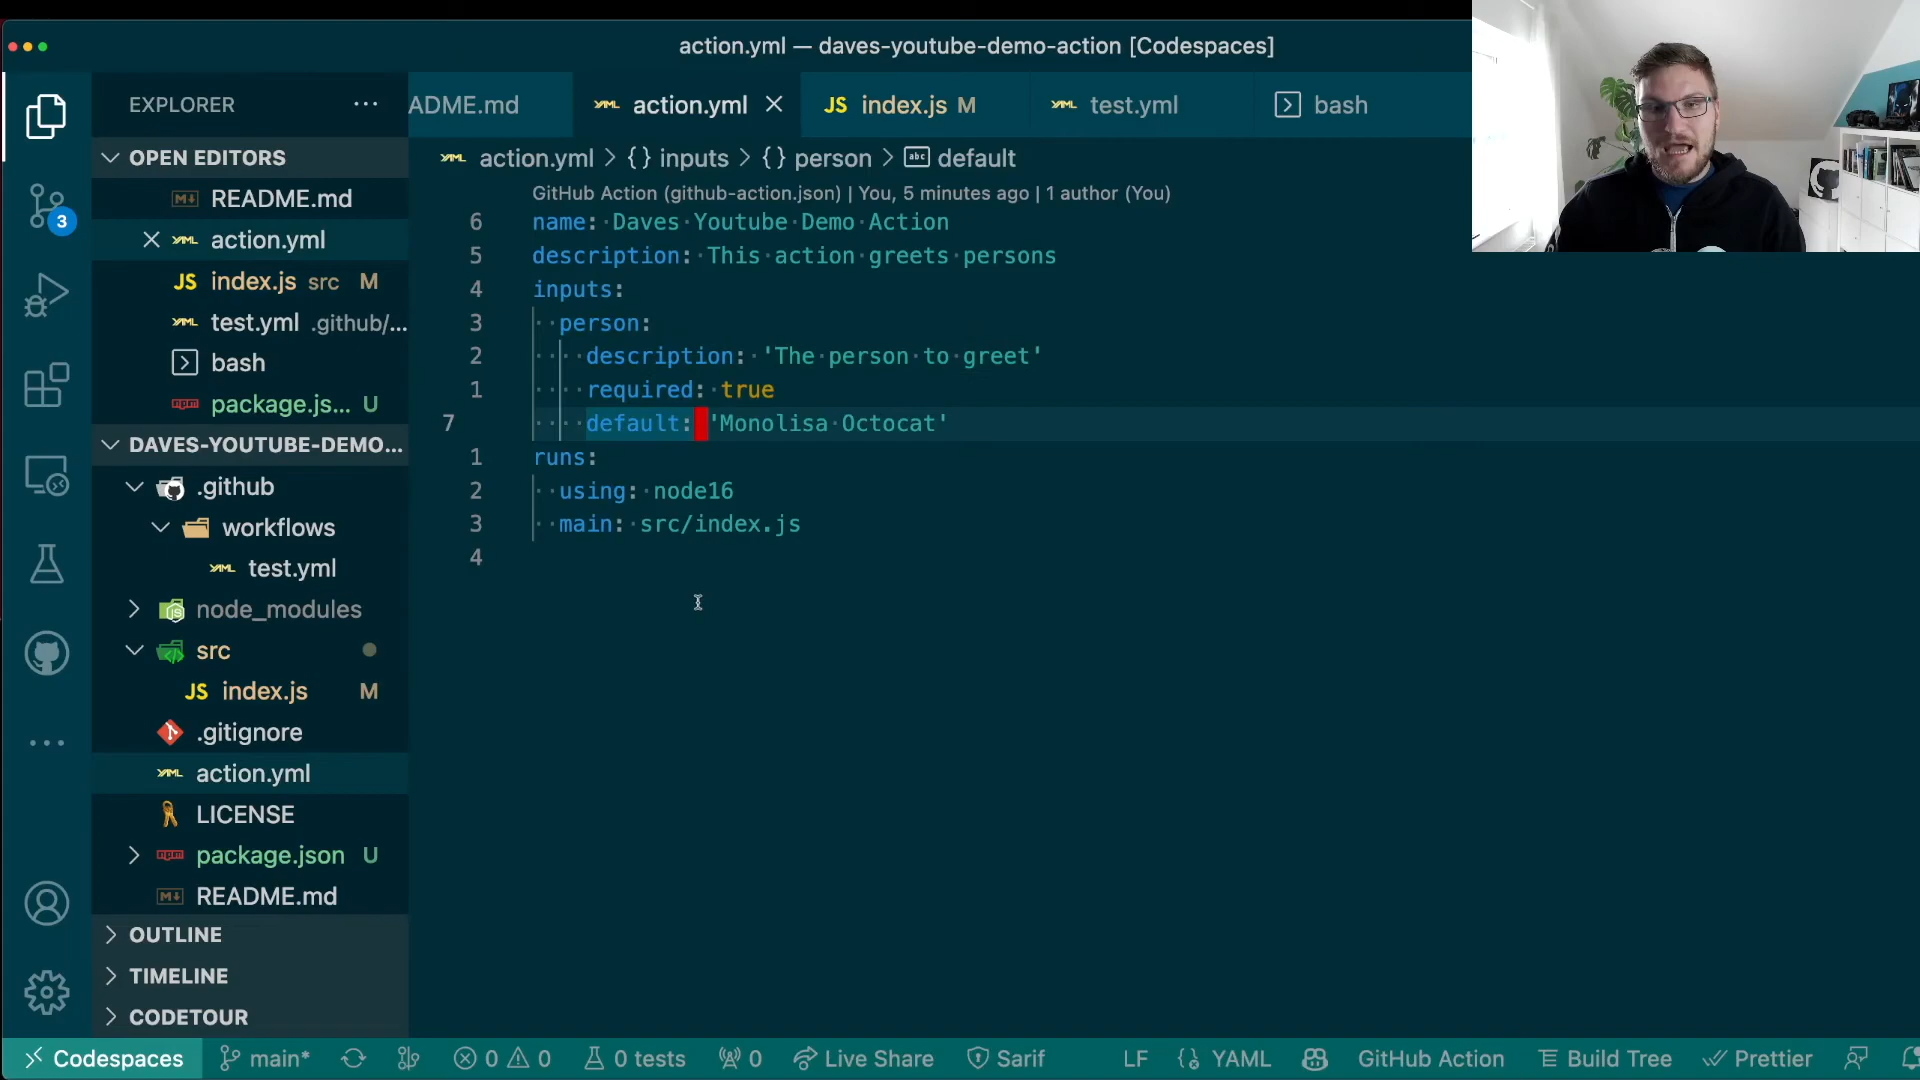 action.yml — daves-youtube-demo-action [Codespaces]
EXPLORER ···
ADME.md
action.yml
JS index.js M
test.yml
bash
OPEN EDITORS
README.md
action.yml
JS index.js src M
test.yml .github/...
bash
package.js... U
DAVES-YOUTUBE-DEMO...
.github
workflows
test.yml
node_modules
src
JS index.js M
.gitignore
action.yml
LICENSE
package.json U
README.md
OUTLINE
TIMELINE
CODETOUR
3
action.yml > {} inputs > {} person > abc default
GitHub Action (github-action.json) | You, 5 minutes ago | 1 author (You)
6 name: Daves Youtube Demo Action
5 description: This action greets persons
4 inputs:
3 person:
2 description: 'The person to greet'
1 required: true
7 default: 'Monolisa Octocat'
1 runs:
2 using: node16
3 main: src/index.js
4
Codespaces main* 0 0 0 tests 0 Live Share Sarif LF YAML GitHub Action Build Tree Prettier